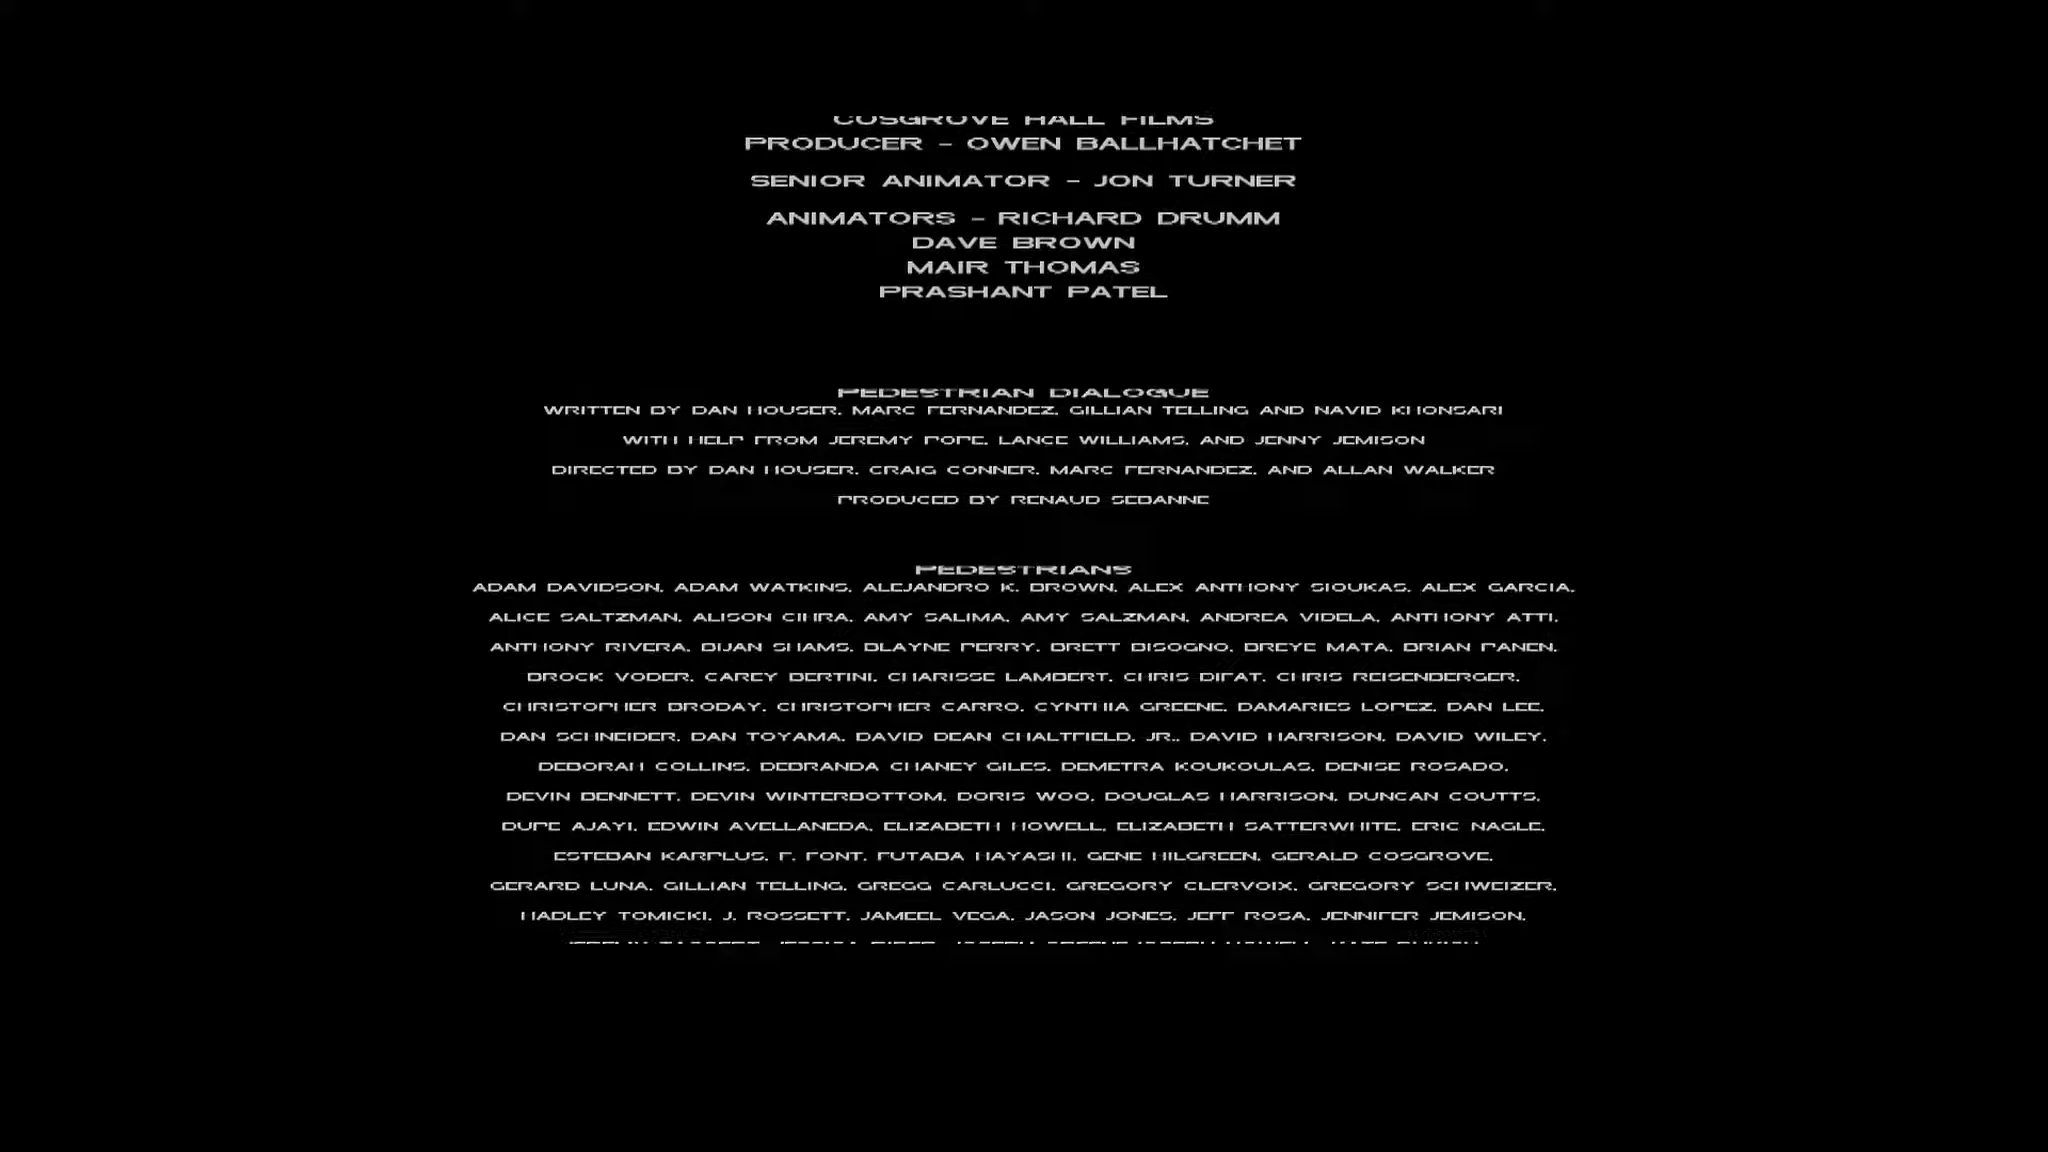 COSGROVE HALL FILMS
PRODUCER - OWEN BALLHATCHET
SENIOR ANIMATOR - JON TURNER
ANIMATORS - RICHARD DRUMM
DAVE BROWN
MAIR THOMAS
PRASHANT PATEL
PEDESTRIAN DIALOGUE
WRITTEN BY DAN HOUSER, MARC FERNANDEZ, GILLIAN TELLING AND NAVID KHONSARI
WITH HELP FROM JEREMY POPE, LANCE WILLIAMS, AND JENNY JEMISON
DIRECTED BY DAN HOUSER, CRAIG CONNER, MARC FERNANDEZ, AND ALLAN WALKER
PRODUCED BY RENAUD SEBANNE
PEDESTRIANS
ADAM DAVIDSON, ADAM WATKINS, ALEJANDRO K. BROWN, ALEX ANTHONY SIOUKAS, ALEX GARCIA,
ALICE SALTZMAN, ALISON CIHRA, AMY SALIMA, AMY SALZMAN, ANDREA VIDELA, ANTHONY ATTI,
ANTHONY RIVERA, BIJAN SHAMS, BLAYNE PERRY, BRETT BISOGNO, BREYE MATA, BRIAN PANEN,
BROCK YODER, CAREY BERTINI, CHARISSE LAMBERT, CHRIS DIFAT, CHRIS REISENBERGER,
CHRISTOPHER BRODAY, CHRISTOPHER CARRO, CYNTHIA GREENE, DAMARIES LOPEZ, DAN LEE,
DAN SCHNEIDER, DAN TOYAMA, DAVID DEAN CHALTFIELD, JR., DAVID HARRISON, DAVID WILEY,
DEBORAH COLLINS, DEBRANDA CHANEY GILES, DEMETRA KOUKOULAS, DENISE ROSADO,
DEVIN BENNETT, DEVIN WINTERBOTTOM, DORIS WOO, DOUGLAS HARRISON, DUNCAN COUTTS,
DUPE AJAYI, EDWIN AVELLANEDA, ELIZABETH HOWELL, ELIZABETH SATTERWHITE, ERIC NAGLE,
ESTEBAN KARPLUS, F. FONT, FUTABA HAYASHI, GENE HILGREEN, GERALD COSGROVE,
GERARD LUNA, GILLIAN TELLING, GREGG CARLUCCI, GREGORY CLERVOIX, GREGORY SCHWEIZER,
HADLEY TOMICKI, J. ROSSETT, JAMEEL VEGA, JASON JONES, JEFF ROSA, JENNIFER JEMISON,